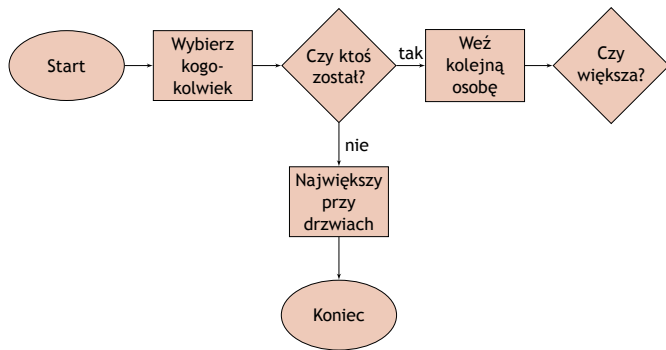 Start
Wybierz
kogo-
kolwiek
Czy ktoś
został?
tak
Weź
kolejną
osobę
Czy
większa?
nie
Największy
przy
drzwiach
Koniec